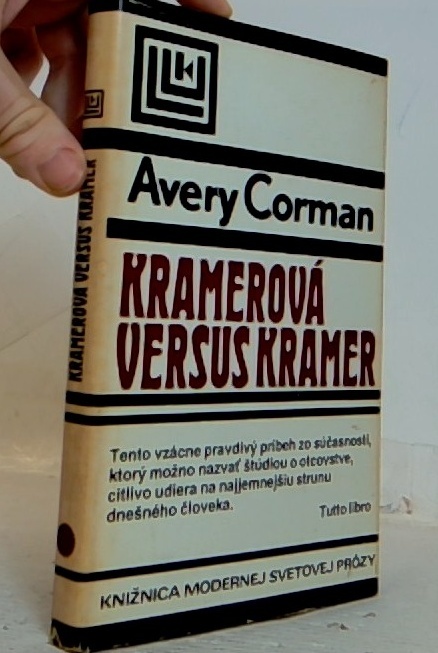 Avery Corman
KRAMEROVÁ
VERSUS KRAMER
Tento vzácne pravdivý príbeh zo súčasnosti,
ktorý možno nazvať štúdiou o otcovstve,
citlivo udiera na najjemnejšiu strunu
dnešného človeka.
Tutto libro
KNIŽNICA MODERNEJ SVETOVEJ PRÓZY
KRAMEROVÁ VERSUS KRAMER